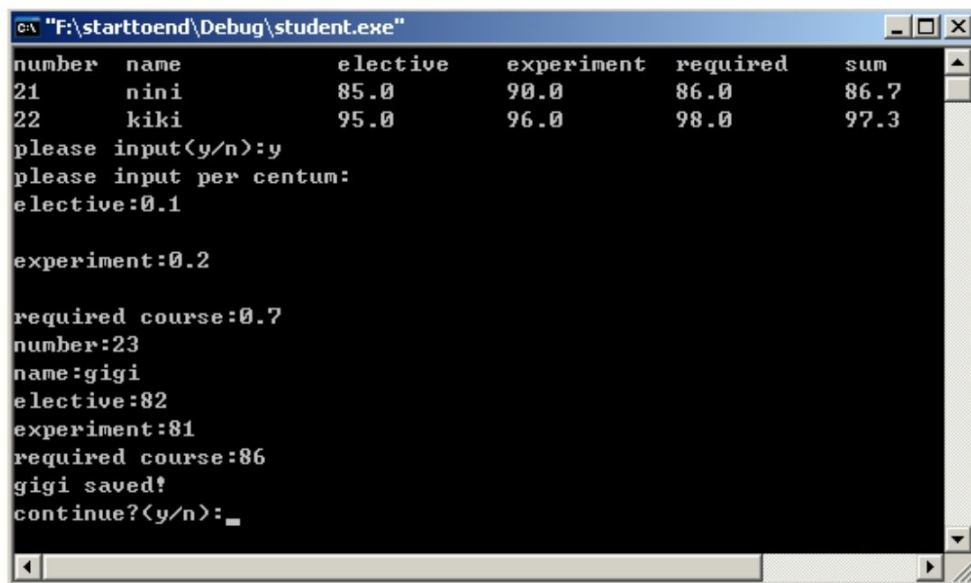 "F:\starttoend\Debug\student.exe"
number name elective experiment required sum
21 nini 85.0 90.0 86.0 86.7
22 kiki 95.0 96.0 98.0 97.3
please input(y/n):y
please input per centum:
elective:0.1
experiment:0.2
required course:0.7
number:23
name:gigi
elective:82
experiment:81
required course:86
gigi saved!
continue?(y/n):_